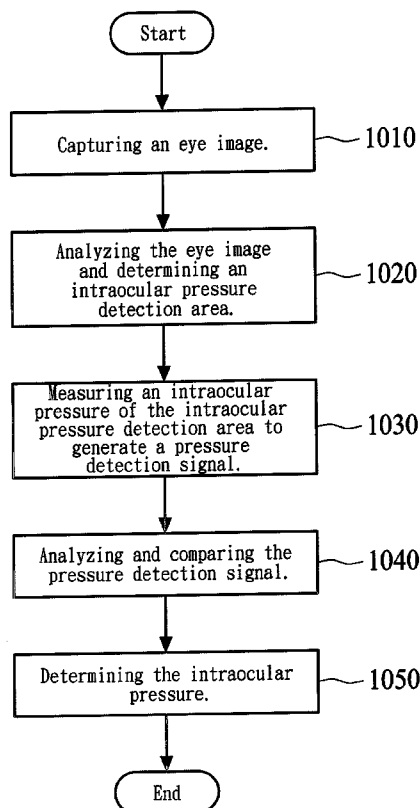 Start
Capturing an eye image.
1010
Analyzing the eye image
and determining an
intraocular pressure
detection area.
1020
Measuring an intraocular
pressure of the intraocular
pressure detection area to
generate a pressure
detection signal.
1030
Analyzing and comparing the
pressure detection signal.
1040
Determining the intraocular
pressure.
1050
End